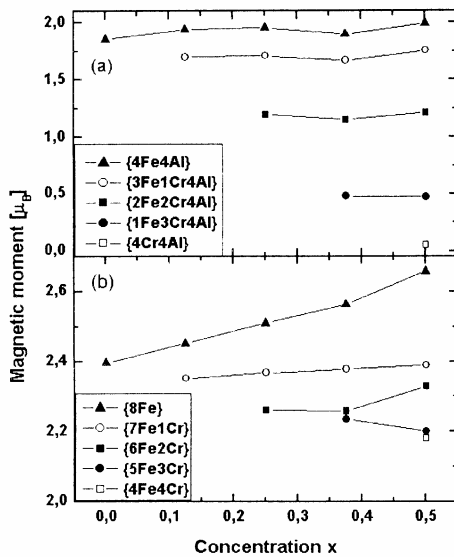 2,0
(a)
1,5
1,0
0,5
0,0
{4Fe4Al}
{3Fe1Cr4Al}
{2Fe2Cr4Al}
{1Fe3Cr4Al}
{4Cr4Al}
Magnetic moment [μB]
(b)
2,6
2,4
2,2
2,0
{8Fe}
{7Fe1Cr}
{6Fe2Cr}
{5Fe3Cr}
{4Fe4Cr}
0,0 0,1 0,2 0,3 0,4 0,5
Concentration x